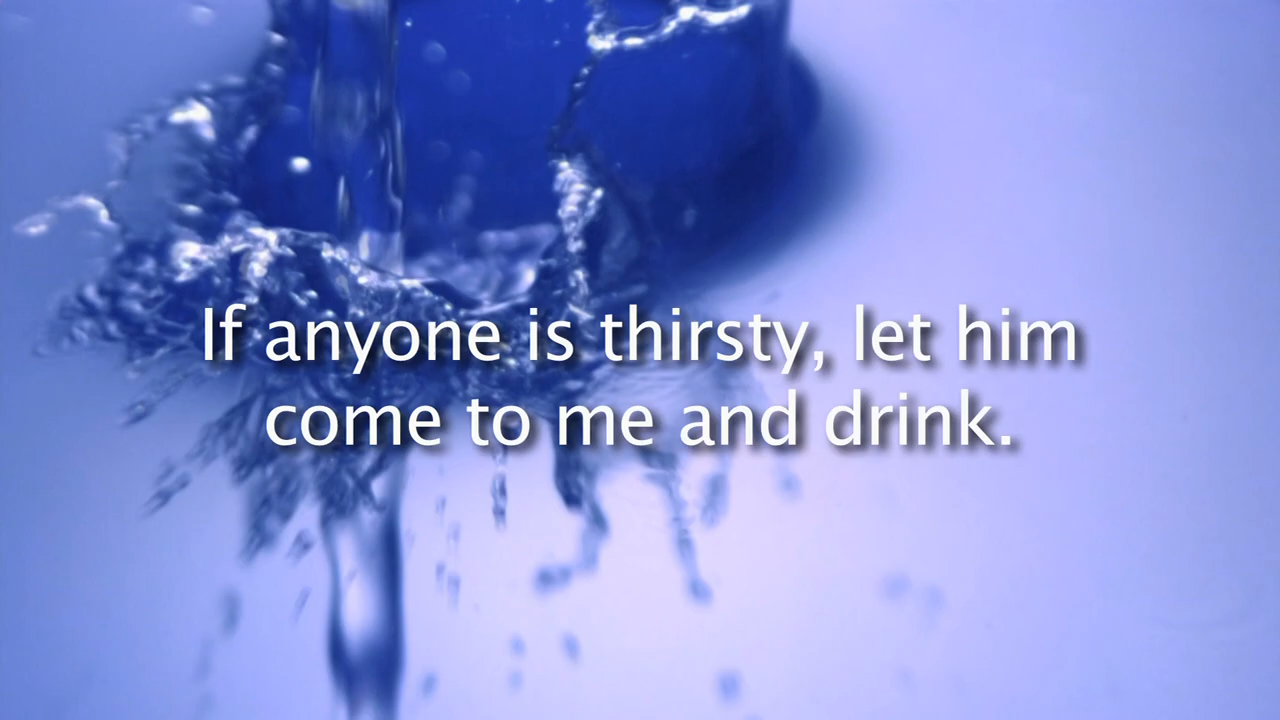 If anyone is thirsty, let him
come to me and drink.